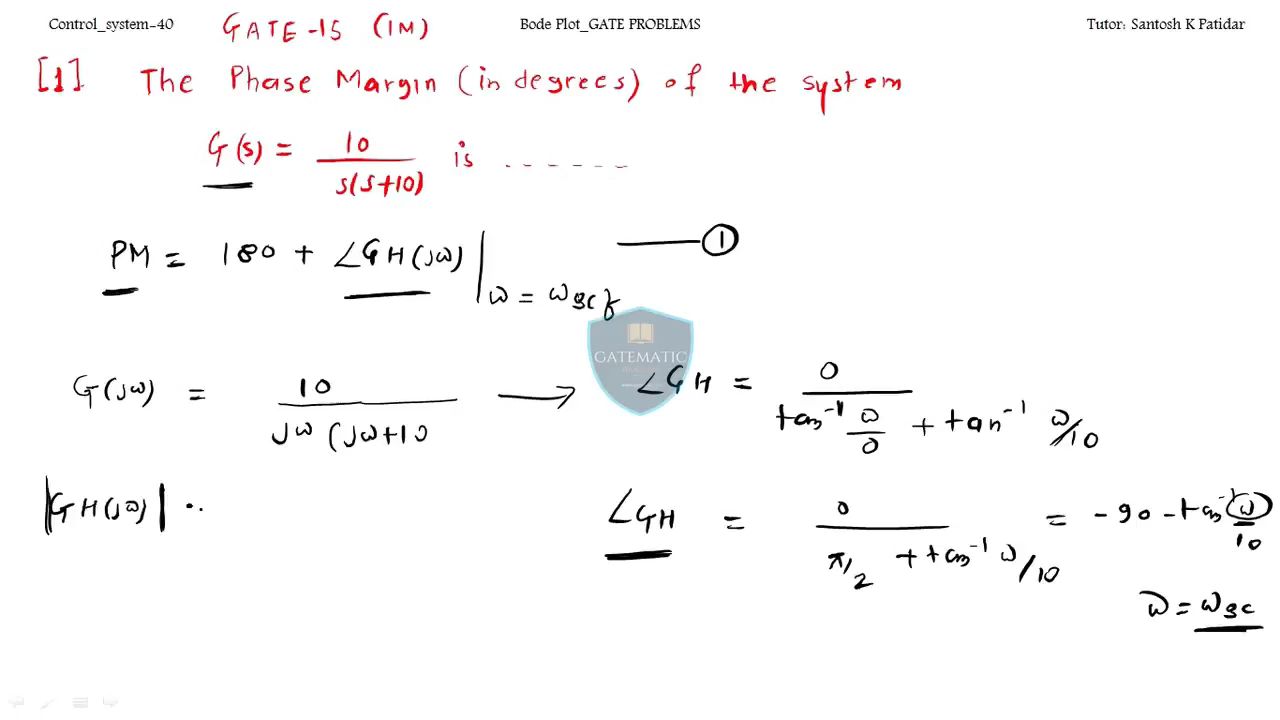 Control_system-40
Bode Plot_GATE PROBLEMS
Tutor: Santosh K Patidar
GATE-15 (1M)
[1] The Phase Margin (in degrees) of the system
G(s) = 10 / s(s+10) is ......
PM = 180 + ∠GH(jω) | ω = ωgcf ——— ①
GATEMATIC
G(jω) = 10 / jω (jω+10 ⟶ ∠GH = 0 / tan⁻¹ ω/0 + tan⁻¹ ω/10
|GH(jω)| ..
∠GH = 0 / π/2 + tan⁻¹ ω/10 = -90 - tan⁻¹ ω/10
ω = ωgc